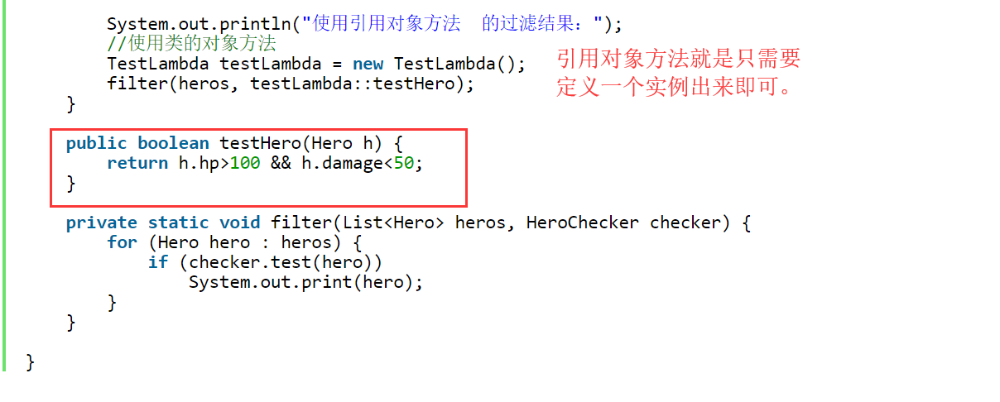 System.out.println("使用引用对象方法  的过滤结果：");
//使用类的对象方法
TestLambda testLambda = new TestLambda();
filter(heros, testLambda::testHero);
}
引用对象方法就是只需要
定义一个实例出来即可。
public boolean testHero(Hero h) {
return h.hp>100 && h.damage<50;
}
private static void filter(List<Hero> heros, HeroChecker checker) {
for (Hero hero : heros) {
if (checker.test(hero))
System.out.print(hero);
}
}
}